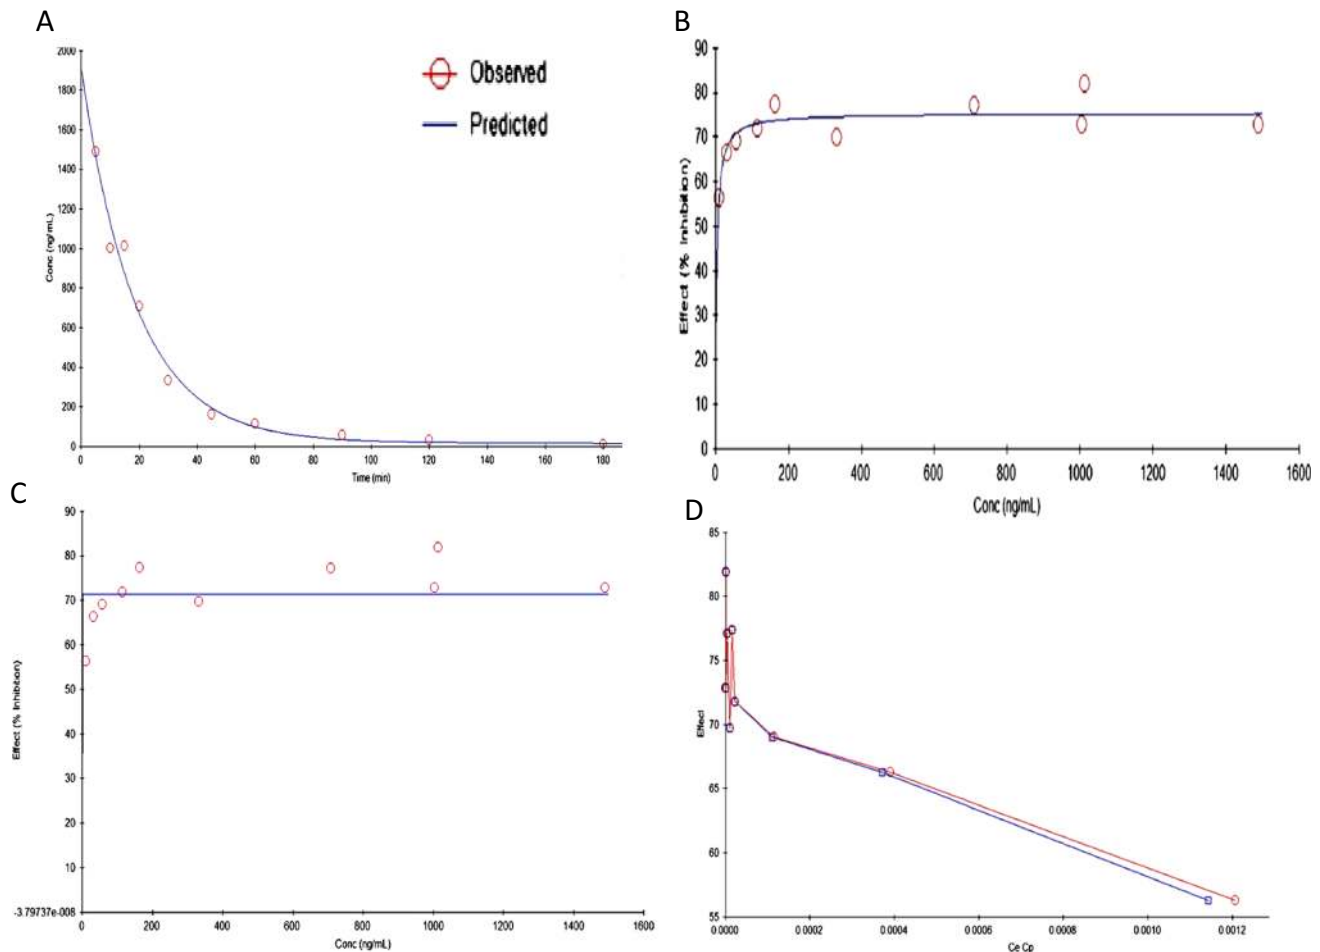 A
2000
1800
1600
1400
1200
1000
800
600
400
200
0
Conc (ng/mL)
0 20 40 60 80 100 120 140 160 180
Time (min)
Observed
Predicted
B
90
80
70
60
50
40
30
20
10
0
Effect (% Inhibition)
0 200 400 600 800 1000 1200 1400 1600
Conc (ng/mL)
C
90
80
70
60
50
40
30
20
10
-3.79737e-008
Effect (% Inhibition)
0 200 400 600 800 1000 1200 1400 1600
Conc (ng/mL)
D
85
80
75
70
65
60
55
Effect
0.0000 0.0002 0.0004 0.0006 0.0008 0.0010 0.0012
Ce Cp